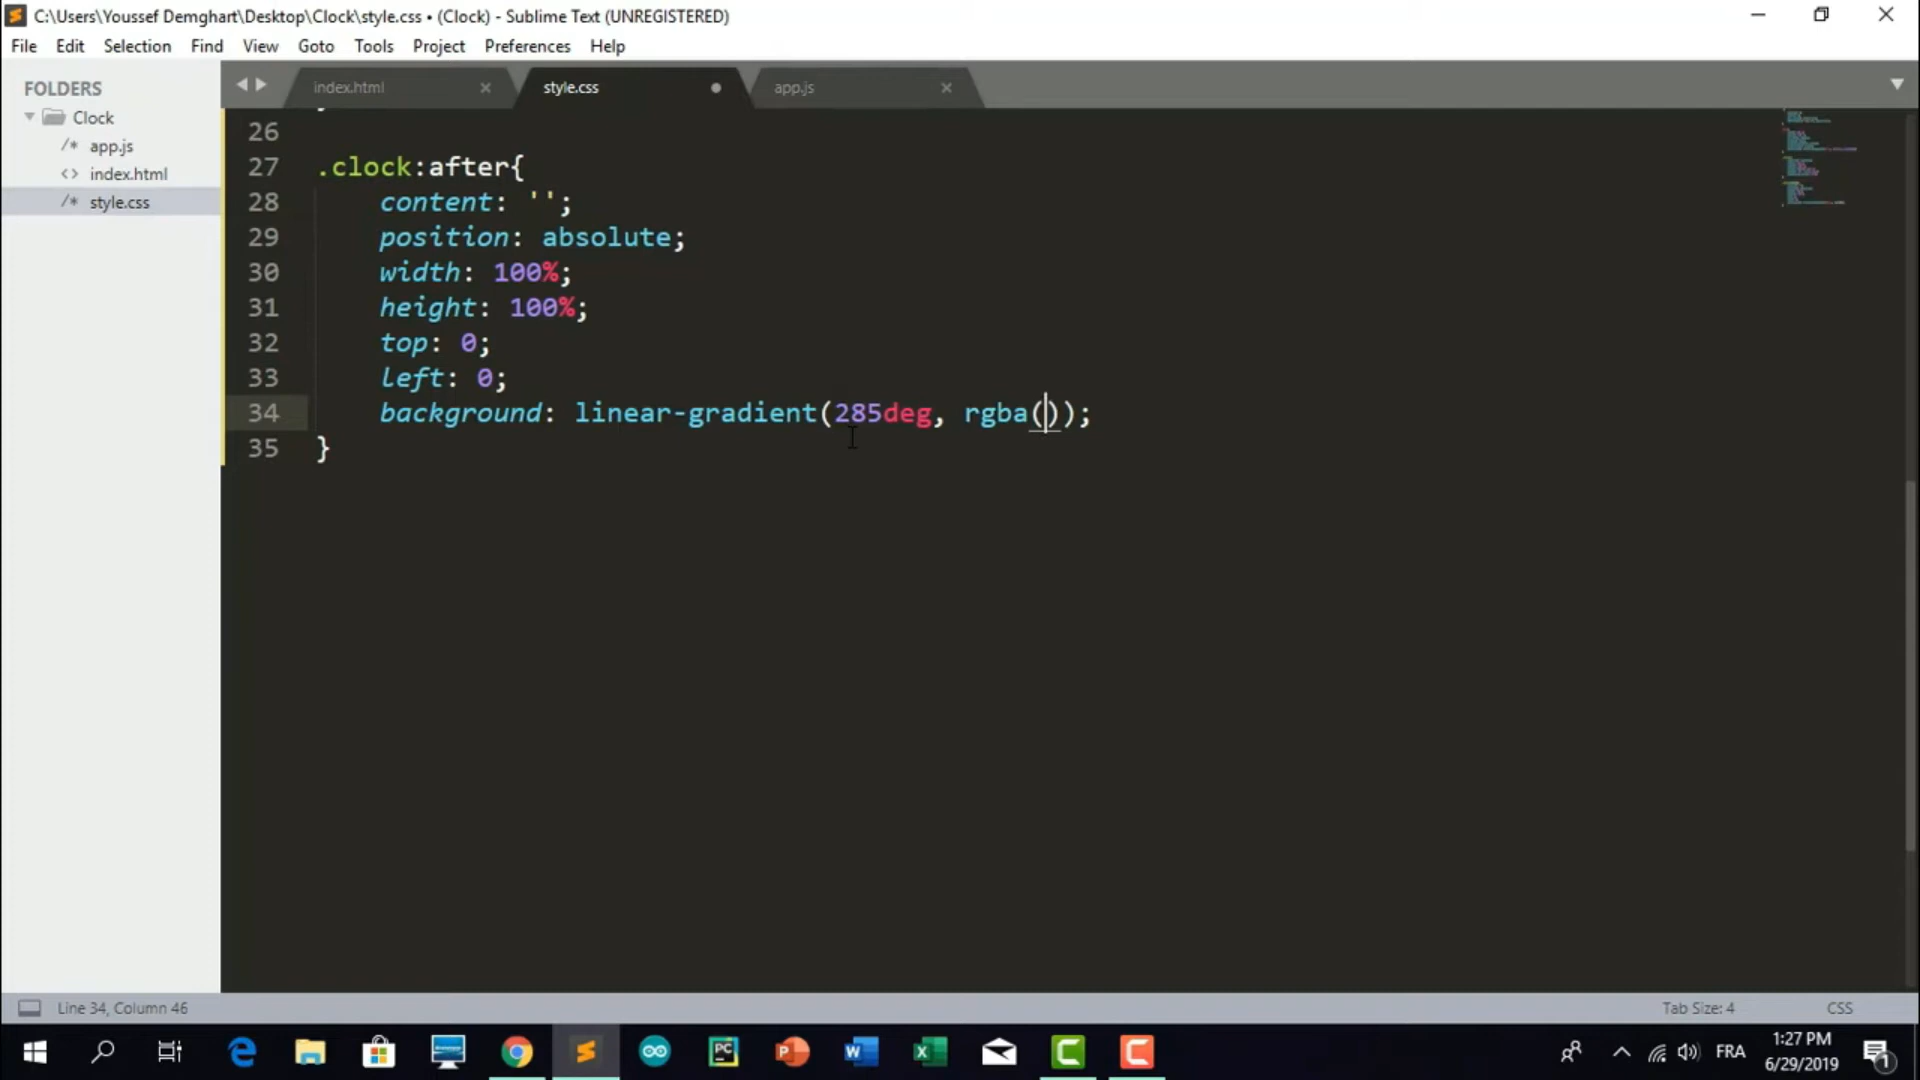 C:\Users\Youssef Demghart\Desktop\Clock\style.css • (Clock) - Sublime Text (UNREGISTERED)
File Edit Selection Find View Goto Tools Project Preferences Help
FOLDERS
Clock
/* app.js
<> index.html
/* style.css
index.html style.css app.js
26
27 .clock:after{
28 content: '';
29 position: absolute;
30 width: 100%;
31 height: 100%;
32 top: 0;
33 left: 0;
34 background: linear-gradient(285deg, rgba());
35 }
Line 34, Column 46 Tab Size: 4 CSS
FRA
1:27 PM
6/29/2019
1